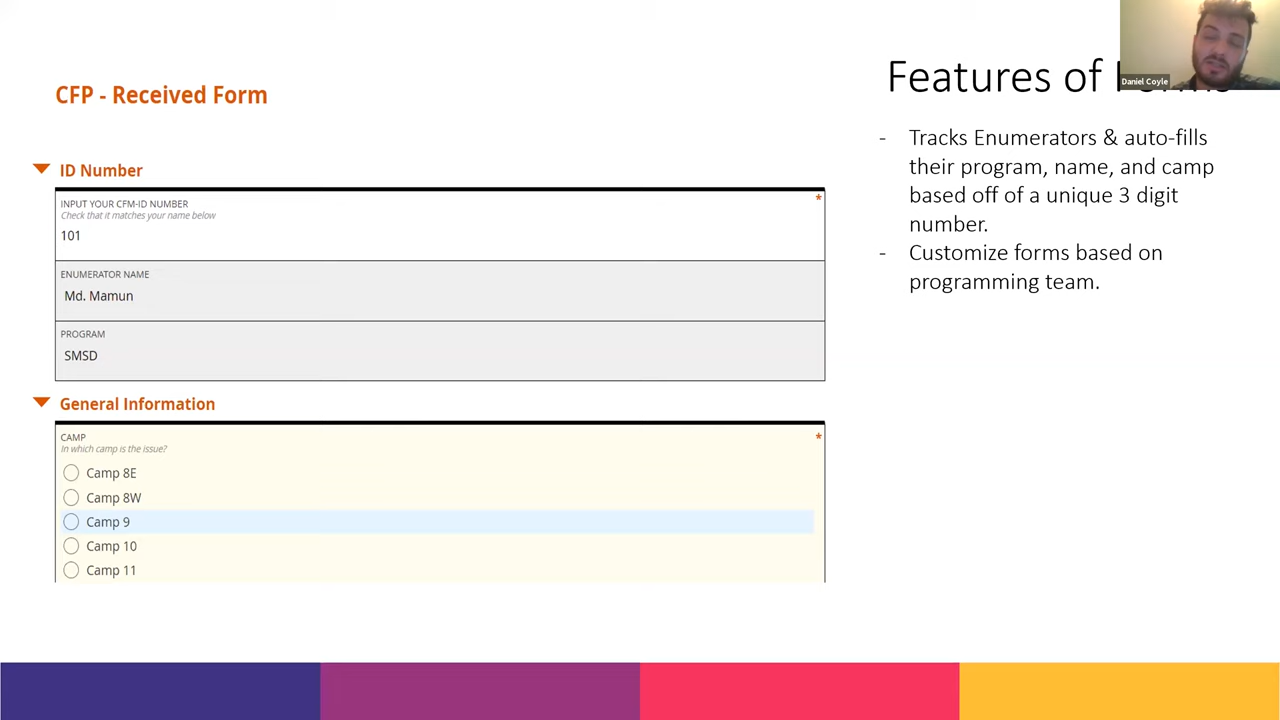 CFP - Received Form
ID Number
INPUT YOUR CFM-ID NUMBER
*
Check that it matches your name below
101
ENUMERATOR NAME
Md. Mamun
PROGRAM
SMSD
General Information
CAMP
*
In which camp is the issue?
Camp 8E
Camp 8W
Camp 9
Camp 10
Camp 11
Features of
- Tracks Enumerators & auto-fills
their program, name, and camp
based off of a unique 3 digit
number.
- Customize forms based on
programming team.
Daniel Coyle